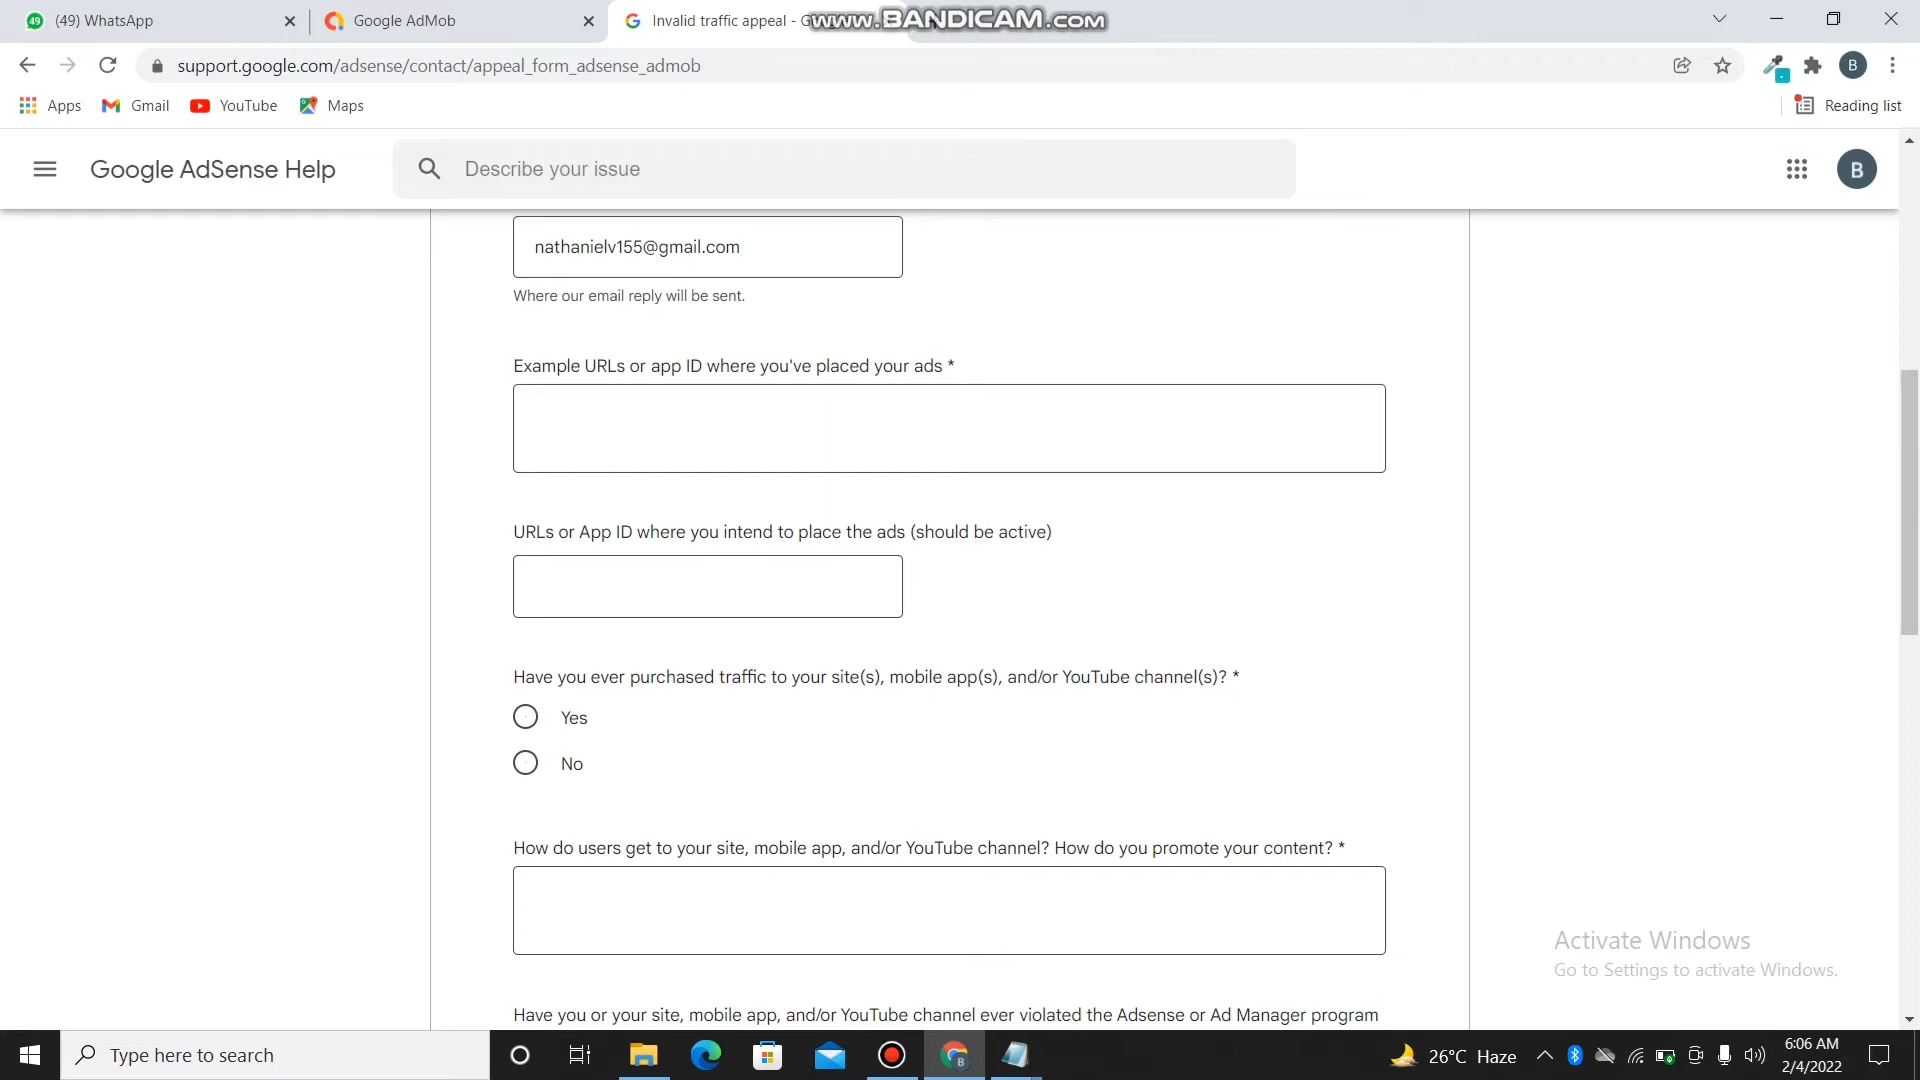 49
(49) WhatsApp
Google AdMob
Invalid traffic appeal - G
www.BANDICAM.com
support.google.com/adsense/contact/appeal_form_adsense_admob
B
Apps
Gmail
YouTube
Maps
Reading list
Google AdSense Help
Describe your issue
B
nathanielv155@gmail.com
Where our email reply will be sent.
Example URLs or app ID where you've placed your ads *
URLs or App ID where you intend to place the ads (should be active)
Have you ever purchased traffic to your site(s), mobile app(s), and/or YouTube channel(s)? *
Yes
No
How do users get to your site, mobile app, and/or YouTube channel? How do you promote your content? *
Activate Windows
Go to Settings to activate Windows.
Have you or your site, mobile app, and/or YouTube channel ever violated the Adsense or Ad Manager program
Type here to search
B
26°C Haze
6:06 AM
2/4/2022